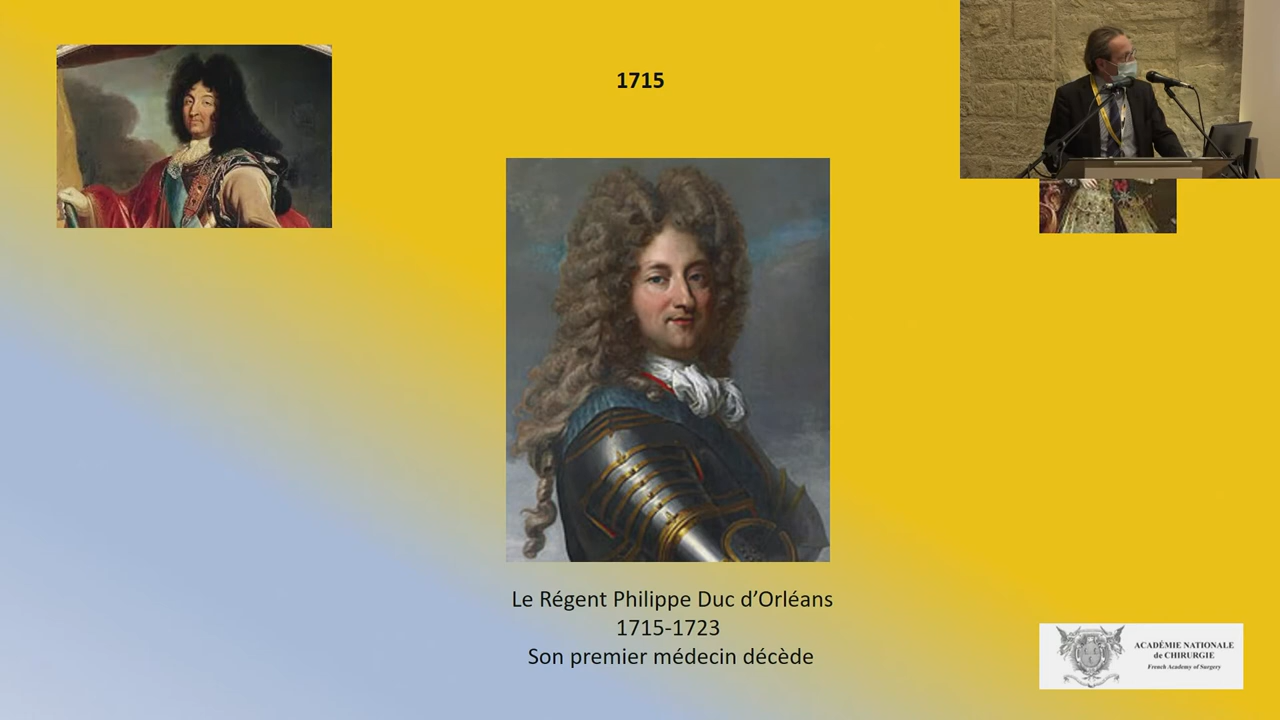 1715
Le Régent Philippe Duc d’Orléans
1715-1723
Son premier médecin décède
ACADÉMIE NATIONALE
de CHIRURGIE
French Academy of Surgery